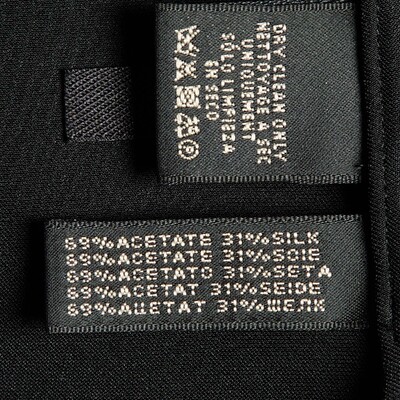 DRY CLEAN ONLY
NETTOYAGE A SEC
UNIQUEMENT
SÓLO LIMPIEZA
EN SECO
P
69%ACETATE 31%SILK
69%ACETATE 31%SOIE
69%ACETATO 31%SETA
69%ACETAT 31%SEIDE
69%АЦЕТАТ 31%ШЕЛК